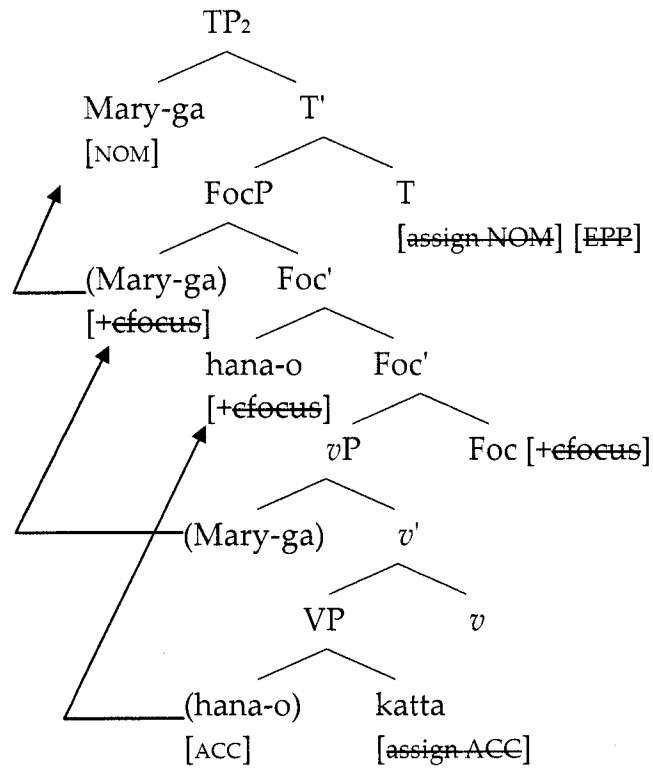 TP₂
Mary-ga T'
[NOM]
FocP T
[assign NOM] [EPP]
(Mary-ga) Foc'
[+cfocus]
hana-o Foc'
[+cfocus]
vP Foc [+cfocus]
(Mary-ga) v'
VP v
(hana-o) katta
[ACC] [assign ACC]